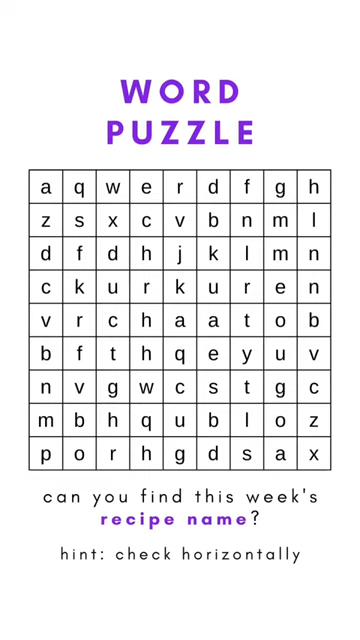 WORD
PUZZLE
a q w e r d f g h
z s x c v b n m l
d f d h j k l m n
c k u r k u r e n
v r c h a a t o b
b f t h q e y u v
n v g w c s t g c
m b h q u b l o z
p o r h g d s a x
can you find this week's
recipe name?
hint: check horizontally